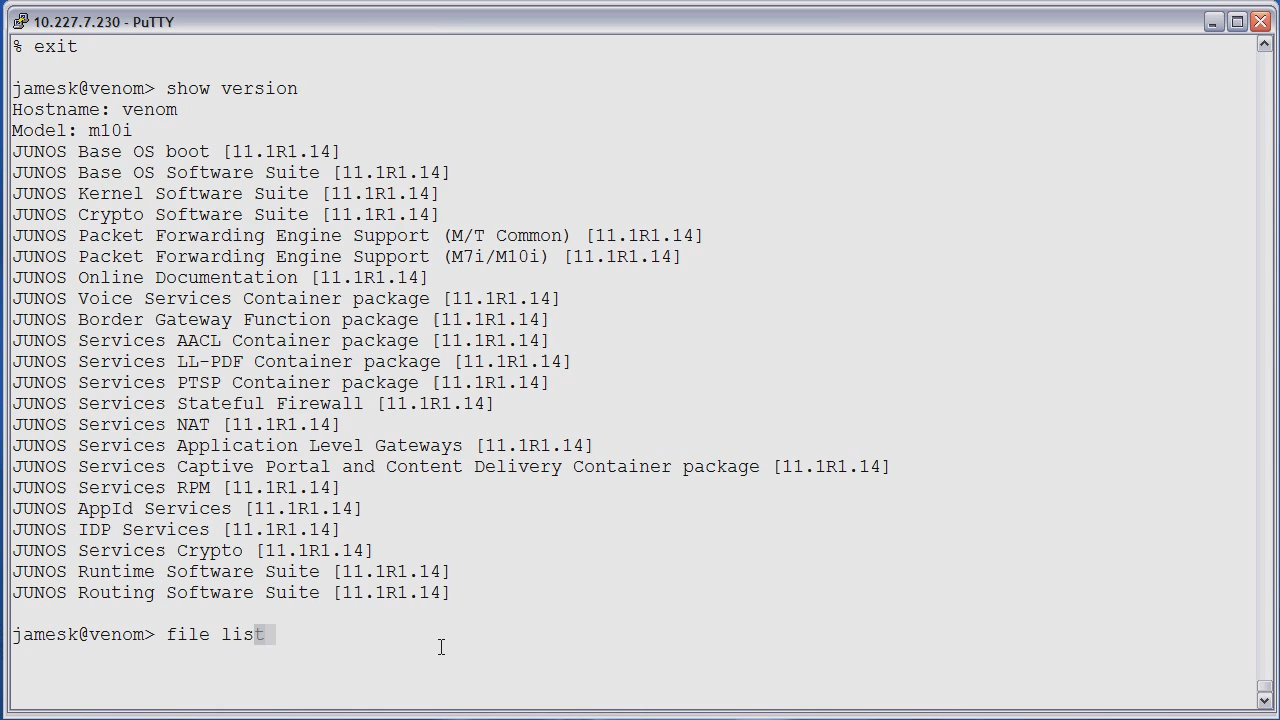 10.227.7.230 - PuTTY
% exit
jamesk@venom> show version
Hostname: venom
Model: m10i
JUNOS Base OS boot [11.1R1.14]
JUNOS Base OS Software Suite [11.1R1.14]
JUNOS Kernel Software Suite [11.1R1.14]
JUNOS Crypto Software Suite [11.1R1.14]
JUNOS Packet Forwarding Engine Support (M/T Common) [11.1R1.14]
JUNOS Packet Forwarding Engine Support (M7i/M10i) [11.1R1.14]
JUNOS Online Documentation [11.1R1.14]
JUNOS Voice Services Container package [11.1R1.14]
JUNOS Border Gateway Function package [11.1R1.14]
JUNOS Services AACL Container package [11.1R1.14]
JUNOS Services LL-PDF Container package [11.1R1.14]
JUNOS Services PTSP Container package [11.1R1.14]
JUNOS Services Stateful Firewall [11.1R1.14]
JUNOS Services NAT [11.1R1.14]
JUNOS Services Application Level Gateways [11.1R1.14]
JUNOS Services Captive Portal and Content Delivery Container package [11.1R1.14]
JUNOS Services RPM [11.1R1.14]
JUNOS AppId Services [11.1R1.14]
JUNOS IDP Services [11.1R1.14]
JUNOS Services Crypto [11.1R1.14]
JUNOS Runtime Software Suite [11.1R1.14]
JUNOS Routing Software Suite [11.1R1.14]
jamesk@venom> file list